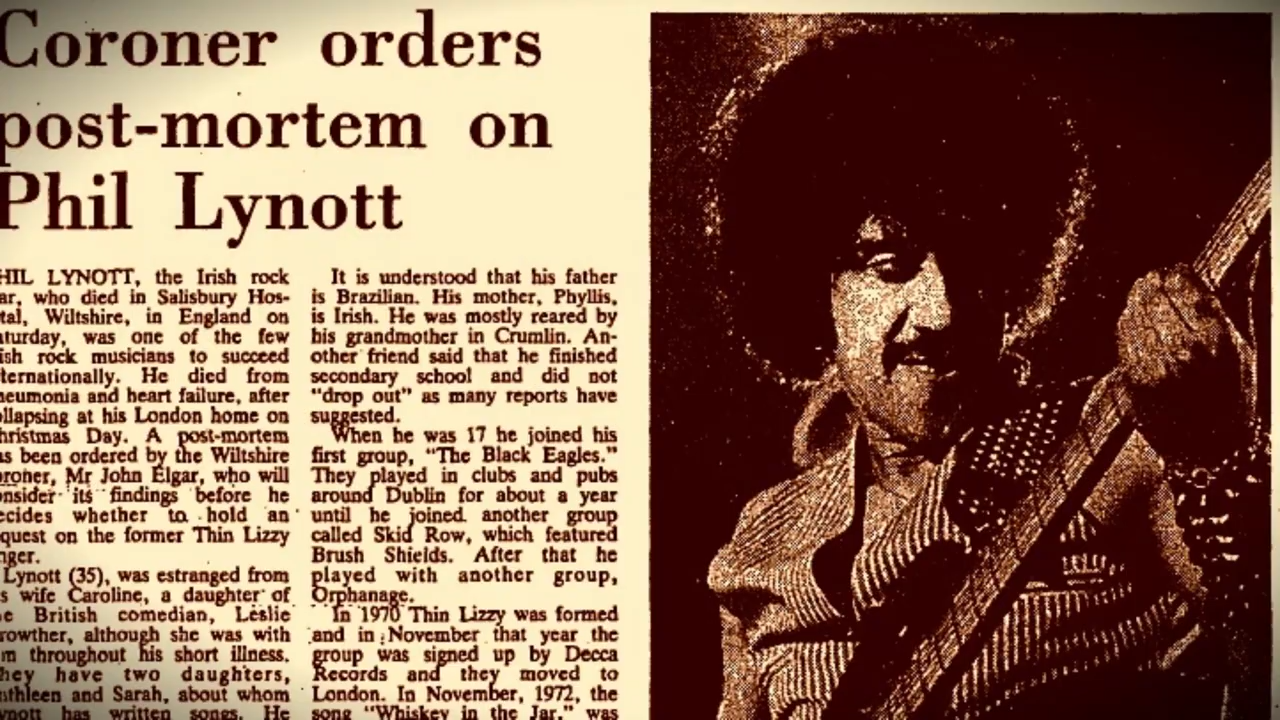 Coroner orders
post-mortem on
Phil Lynott
HIL LYNOTT, the Irish rock
ar, who died in Salisbury Hos-
tal, Wiltshire, in England on
aturday, was one of the few
ish rock musicians to succeed
ternationally. He died from
neumonia and heart failure, after
ollapsing at his London home on
hristmas Day. A post-mortem
as been ordered by the Wiltshire
oroner, Mr John Elgar, who will
onsider its findings before he
ecides whether to hold an
quest on the former Thin Lizzy
nger.
Lynott (35), was estranged from
s wife Caroline, a daughter of
e British comedian, Leslie
rowther, although she was with
m throughout his short illness.
hey have two daughters,
athleen and Sarah, about whom
ynott has written songs. He
It is understood that his father
is Brazilian. His mother, Phyllis,
is Irish. He was mostly reared by
his grandmother in Crumlin. An-
other friend said that he finished
secondary school and did not
"drop out" as many reports have
suggested.
When he was 17 he joined his
first group, "The Black Eagles."
They played in clubs and pubs
around Dublin for about a year
until he joined another group
called Skid Row, which featured
Brush Shields. After that he
played with another group,
Orphanage.
In 1970 Thin Lizzy was formed
and in November that year the
group was signed up by Decca
Records and they moved to
London. In November, 1972, the
song "Whiskey in the Jar," was